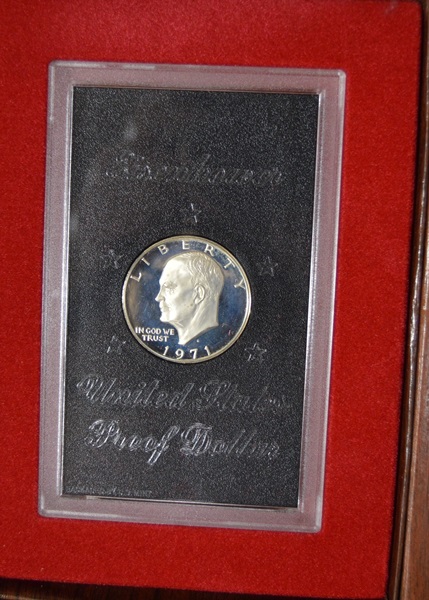 Eisenhower
LIBERTY
IN GOD WE
TRUST
1971
United States
Proof Dollar